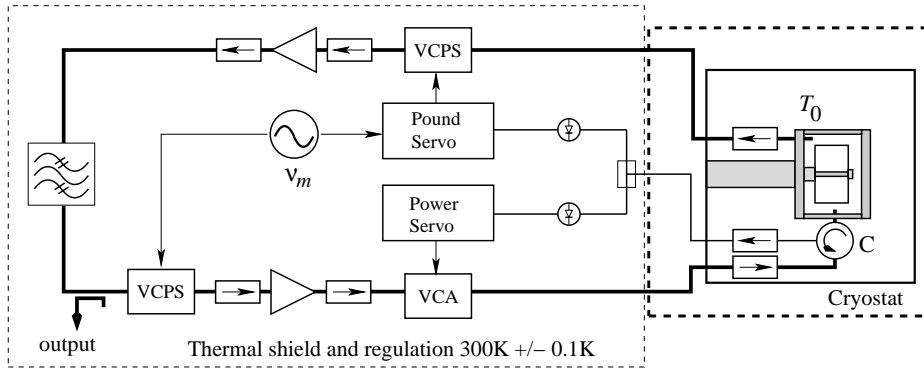 VCPS
T0
Pound
Servo
νm
Power
Servo
C
VCPS
VCA
Cryostat
output
Thermal shield and regulation 300K +/− 0.1K